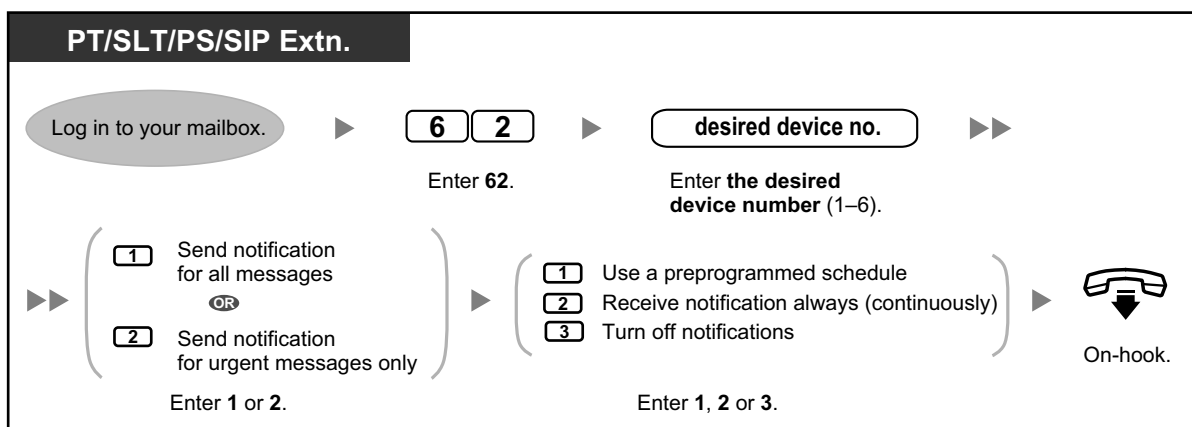 PT/SLT/PS/SIP Extn.
Log in to your mailbox.
6 2
desired device no.
Enter 62.
Enter the desired
device number (1–6).
1 Send notification
for all messages
OR
2 Send notification
for urgent messages only
Enter 1 or 2.
1 Use a preprogrammed schedule
2 Receive notification always (continuously)
3 Turn off notifications
Enter 1, 2 or 3.
On-hook.